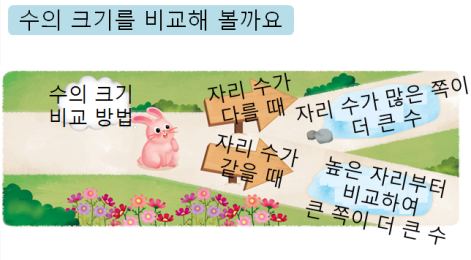 수의 크기를 비교해 볼까요
수의 크기
비교 방법
자리 수가
다를 때
자리 수가 많은 쪽이
더 큰 수
자리 수가
같을 때
높은 자리부터
비교하여
큰 쪽이 더 큰 수